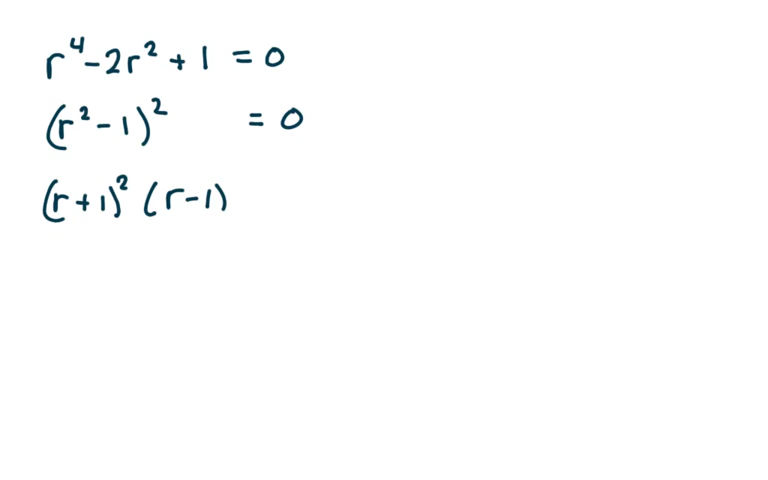 r⁴ - 2r² + 1 = 0
(r² - 1)² = 0
(r + 1)² (r - 1)